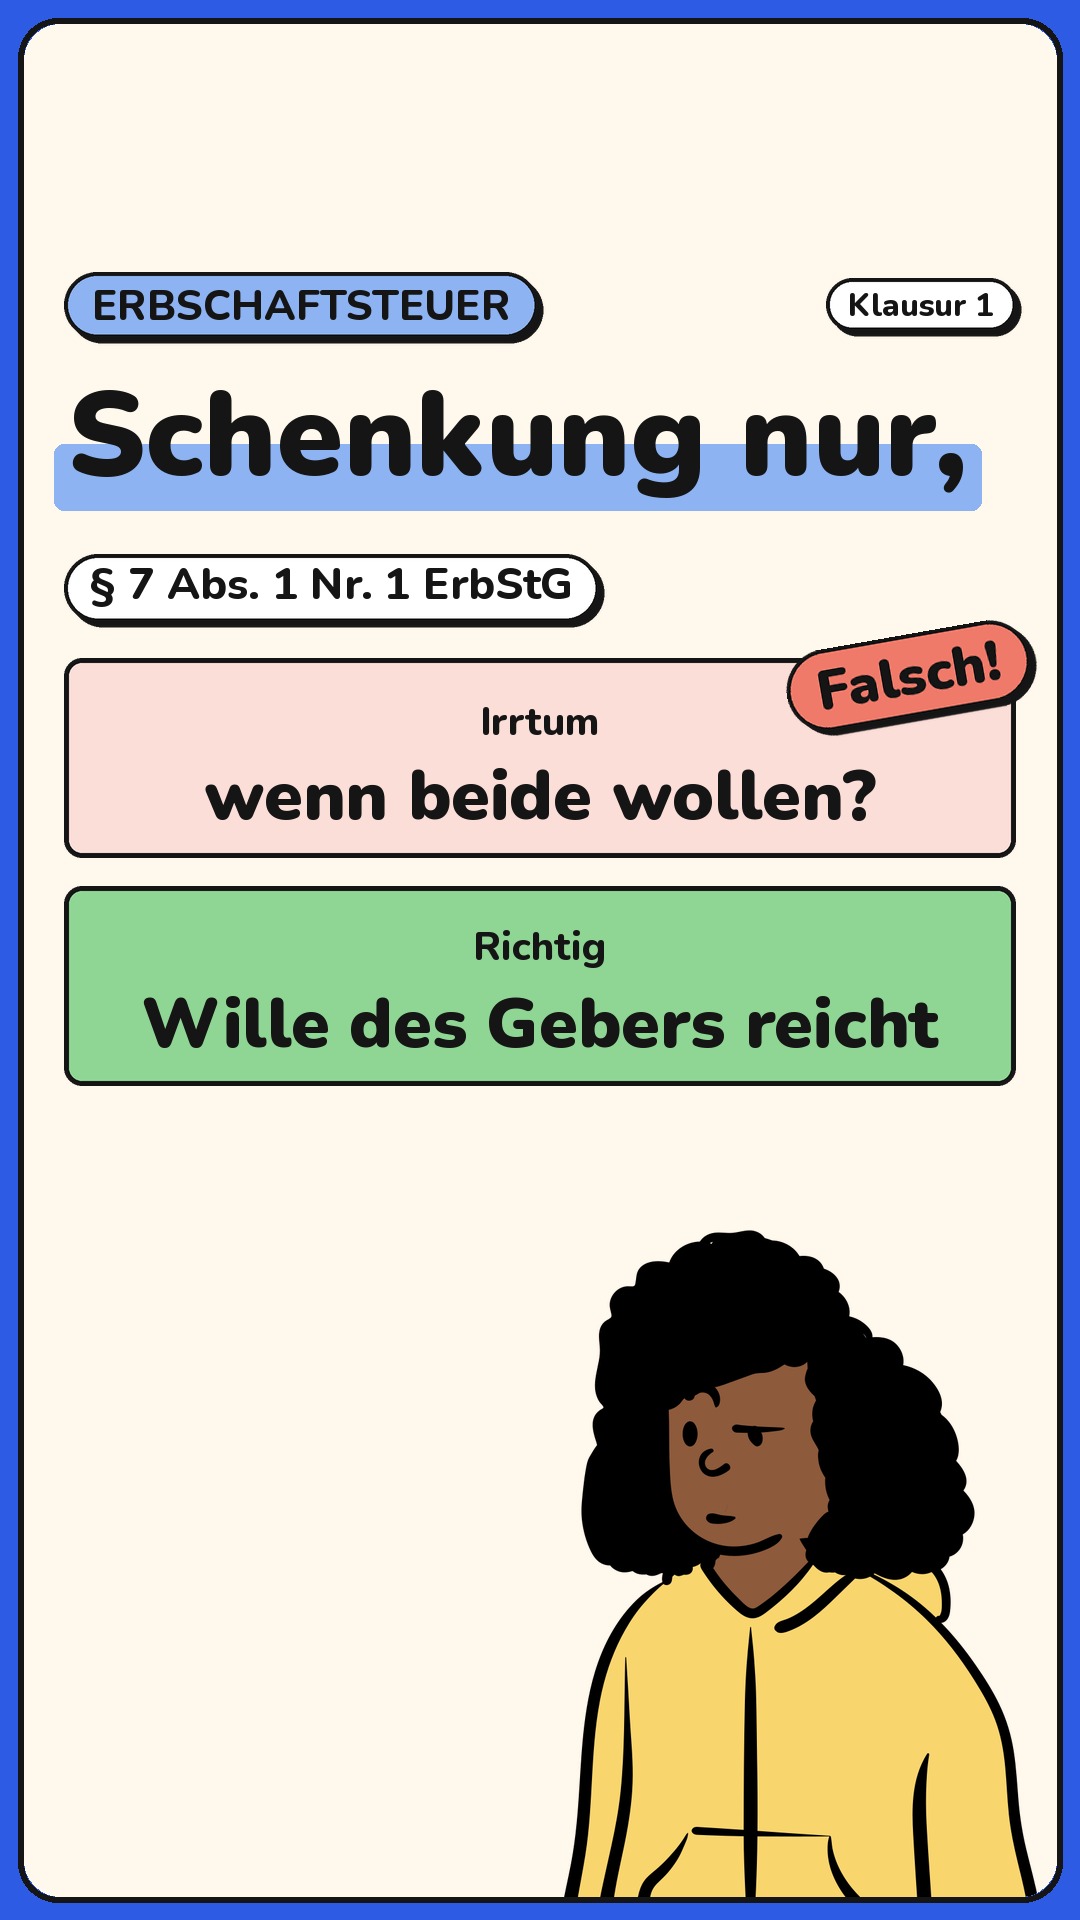 ERBSCHAFTSTEUER
Klausur 1
Schenkung nur,
§ 7 Abs. 1 Nr. 1 ErbStG
Falsch!
Irrtum
wenn beide wollen?
Richtig
Wille des Gebers reicht